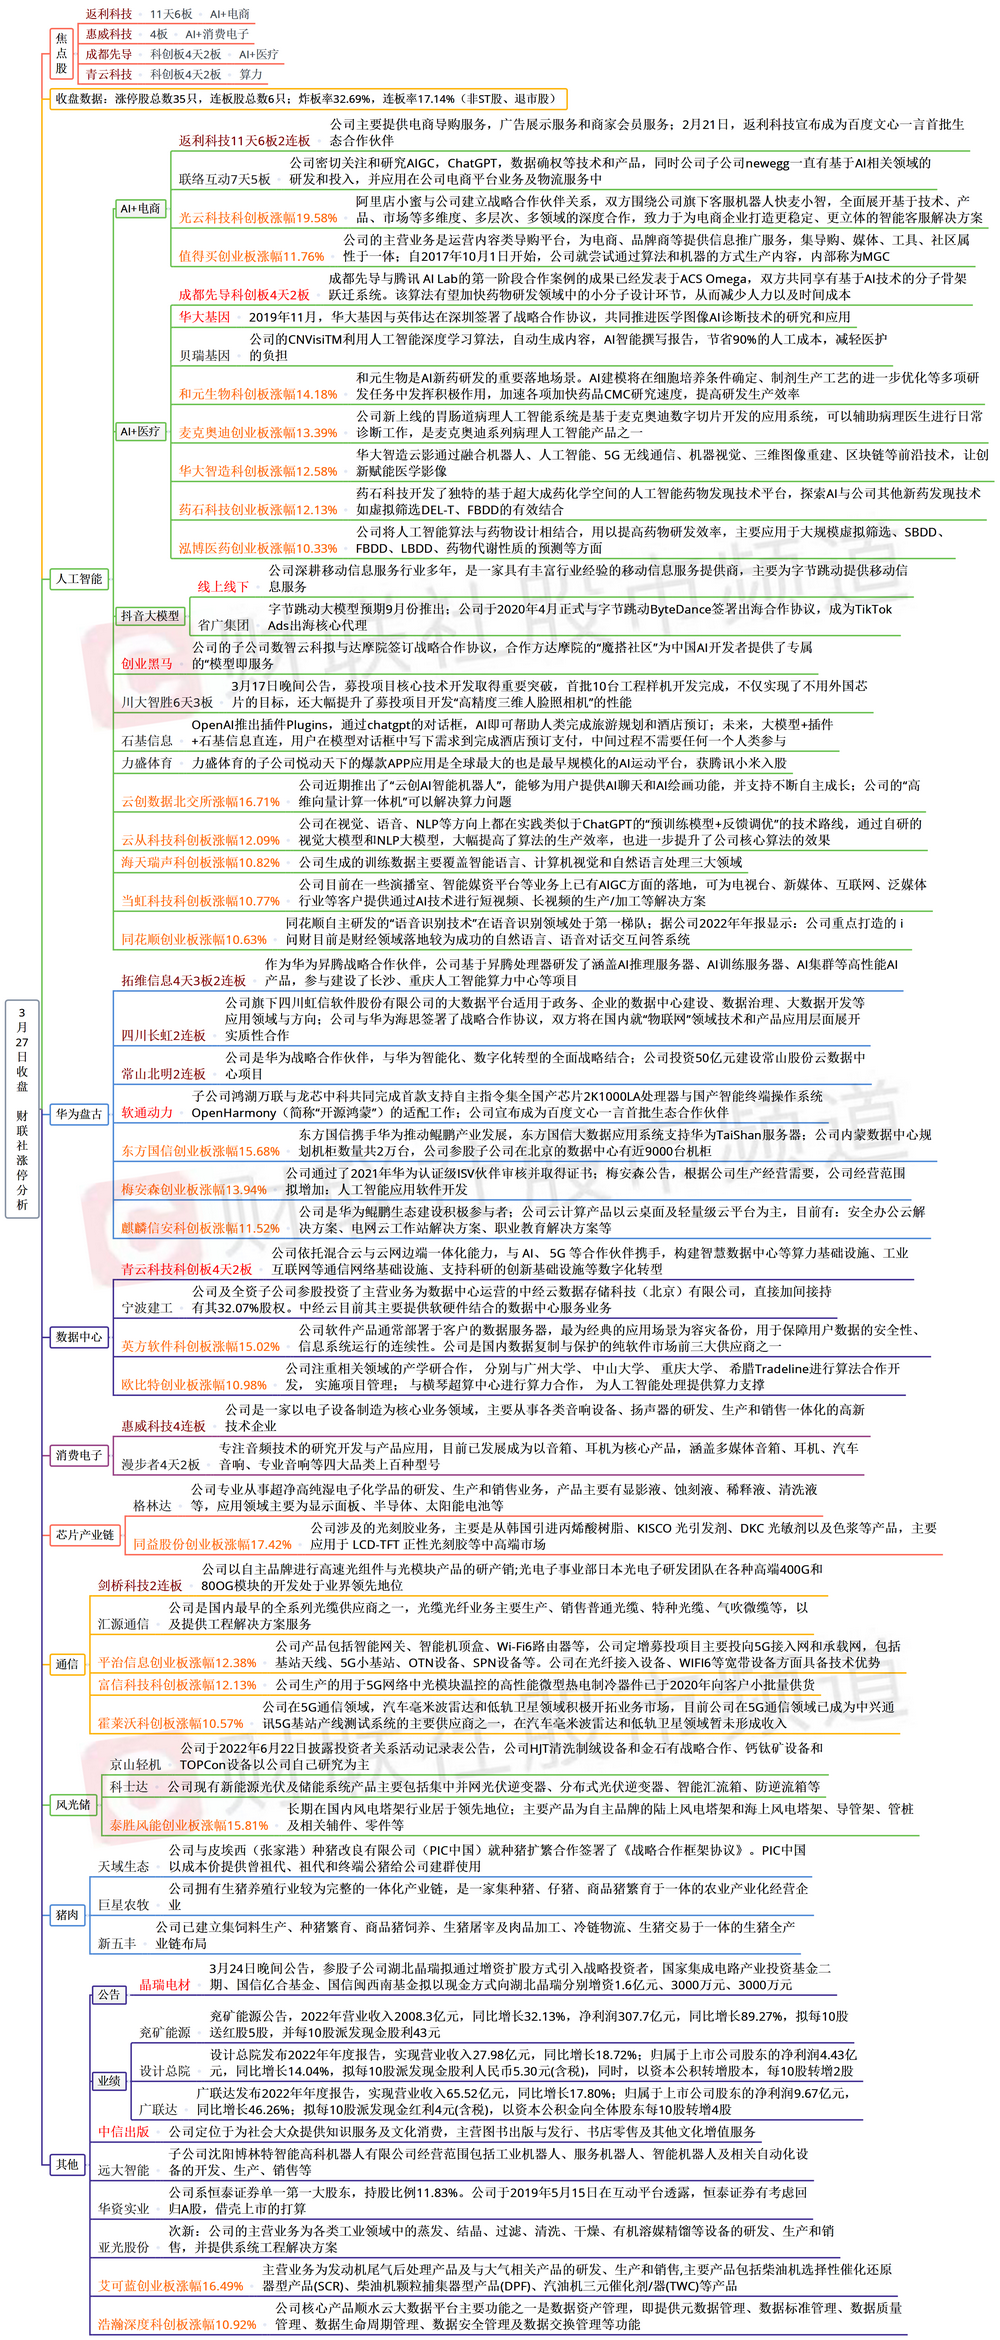 3月27日收盘 财联社涨停分析
焦点股
返利科技 11天6板 AI+电商
惠威科技 4板 AI+消费电子
成都先导 科创板4天2板 AI+医疗
青云科技 科创板4天2板 算力
收盘数据：涨停股总数35只，连板股总数6只；炸板率32.69%，连板率17.14%（非ST股、退市股）
人工智能
AI+电商
返利科技11天6板2连板
公司主要提供电商导购服务，广告展示服务和商家会员服务；2月21日，返利科技宣布成为百度文心一言首批生
态合作伙伴
联络互动7天5板
公司密切关注和研究AIGC，ChatGPT，数据确权等技术和产品，同时公司子公司newegg一直有基于AI相关领域的
研发和投入，并应用在公司电商平台业务及物流服务中
光云科技科创板涨幅19.58%
阿里店小蜜与公司建立战略合作伙伴关系，双方围绕公司旗下客服机器人快麦小智，全面展开基于技术、产
品、市场等多维度、多层次、多领域的深度合作，致力于为电商企业打造更稳定、更立体的智能客服解决方案
值得买创业板涨幅11.76%
公司的主营业务是运营内容类导购平台，为电商、品牌商等提供信息推广服务，集导购、媒体、工具、社区属
性于一体；自2017年10月1日开始，公司就尝试通过算法和机器的方式生产内容，内部称为MGC
AI+医疗
成都先导科创板4天2板
成都先导与腾讯 AI Lab的第一阶段合作案例的成果已经发表于ACS Omega，双方共同享有基于AI技术的分子骨架
跃迁系统。该算法有望加快药物研发领域中的小分子设计环节，从而减少人力以及时间成本
华大基因
2019年11月，华大基因与英伟达在深圳签署了战略合作协议，共同推进医学图像AI诊断技术的研究和应用
贝瑞基因
公司的CNVisiTM利用人工智能深度学习算法，自动生成内容，AI智能撰写报告，节省90%的人工成本，减轻医护
的负担
和元生物科创板涨幅14.18%
和元生物是AI新药研发的重要落地场景。AI建模将在细胞培养条件确定、制剂生产工艺的进一步优化等多项研
发任务中发挥积极作用，加速各项加快药品CMC研究速度，提高研发生产效率
麦克奥迪创业板涨幅13.39%
公司新上线的胃肠道病理人工智能系统是基于麦克奥迪数字切片开发的应用系统，可以辅助病理医生进行日常
诊断工作，是麦克奥迪系列病理人工智能产品之一
华大智造科创板涨幅12.58%
华大智造云影通过融合机器人、人工智能、5G 无线通信、机器视觉、三维图像重建、区块链等前沿技术，让创
新赋能医学影像
药石科技创业板涨幅12.13%
药石科技开发了独特的基于超大成药化学空间的人工智能药物发现技术平台，探索AI与公司其他新药发现技术
如虚拟筛选DEL-T、FBDD的有效结合
泓博医药创业板涨幅10.33%
公司将人工智能算法与药物设计相结合，用以提高药物研发效率，主要应用于大规模虚拟筛选、SBDD、
FBDD、LBDD、药物代谢性质的预测等方面
抖音大模型
线上线下
公司深耕移动信息服务行业多年，是一家具有丰富行业经验的移动信息服务提供商，主要为字节跳动提供移动信
息服务
省广集团
字节跳动大模型预期9月份推出；公司于2020年4月正式与字节跳动ByteDance签署出海合作协议，成为TikTok
Ads出海核心代理
创业黑马
公司的子公司数智云科拟与达摩院签订战略合作协议，合作方达摩院的“魔搭社区”为中国AI开发者提供了专属
的“模型即服务
川大智胜6天3板
3月17日晚间公告，募投项目核心技术开发取得重要突破，首批10台工程样机开发完成，不仅实现了不用外国芯
片的目标，还大幅提升了募投项目开发“高精度三维人脸照相机”的性能
石基信息
OpenAI推出插件Plugins，通过chatgpt的对话框，AI即可帮助人类完成旅游规划和酒店预订；未来，大模型+插件
+石基信息直连，用户在模型对话框中写下需求到完成酒店预订支付，中间过程不需要任何一个人类参与
力盛体育
力盛体育的子公司悦动天下的爆款APP应用是全球最大的也是最早规模化的AI运动平台，获腾讯小米入股
云创数据北交所涨幅16.71%
公司近期推出了“云创AI智能机器人”，能够为用户提供AI聊天和AI绘画功能，并支持不断自主成长；公司的“高
维向量计算一体机”可以解决算力问题
云从科技科创板涨幅12.09%
公司在视觉、语音、NLP等方向上都在实践类似于ChatGPT的“预训练模型+反馈调优”的技术路线，通过自研的
视觉大模型和NLP大模型，大幅提高了算法的生产效率，也进一步提升了公司核心算法的效果
海天瑞声科创板涨幅10.82%
公司生成的训练数据主要覆盖智能语言、计算机视觉和自然语言处理三大领域
当虹科技科创板涨幅10.77%
公司目前在一些演播室、智能媒资平台等业务上已有AIGC方面的落地，可为电视台、新媒体、互联网、泛媒体
行业等客户提供通过AI技术进行短视频、长视频的生产/加工等解决方案
同花顺创业板涨幅10.63%
同花顺自主研发的“语音识别技术”在语音识别领域处于第一梯队；据公司2022年年报显示：公司重点打造的 i
问财目前是财经领域落地较为成功的自然语言、语音对话交互问答系统
华为盘古
拓维信息4天3板2连板
作为华为昇腾战略合作伙伴，公司基于昇腾处理器研发了涵盖AI推理服务器、AI训练服务器、AI集群等高性能AI
产品，参与建设了长沙、重庆人工智能算力中心等项目
四川长虹2连板
公司旗下四川虹信软件股份有限公司的大数据平台适用于政务、企业的数据中心建设、数据治理、大数据开发等
应用领域与方向；公司与华为海思签署了战略合作协议，双方将在国内就“物联网”领域技术和产品应用层面展开
实质性合作
常山北明2连板
公司是华为战略合作伙伴，与华为智能化、数字化转型的全面战略结合；公司投资50亿元建设常山股份云数据中
心项目
软通动力
子公司鸿湖万联与龙芯中科共同完成首款支持自主指令集全国产芯片2K1000LA处理器与国产智能终端操作系统
OpenHarmony（简称“开源鸿蒙”）的适配工作；公司宣布成为百度文心一言首批生态合作伙伴
东方国信创业板涨幅15.68%
东方国信携手华为推动鲲鹏产业发展，东方国信大数据应用系统支持华为TaiShan服务器；公司内蒙数据中心规
划机柜数量共2万台，公司参股子公司在北京的数据中心有近9000台机柜
梅安森创业板涨幅13.94%
公司通过了2021年华为认证级ISV伙伴审核并取得证书；梅安森公告，根据公司生产经营需要，公司经营范围
拟增加：人工智能应用软件开发
麒麟信安科创板涨幅11.52%
公司是华为鲲鹏生态建设积极参与者；公司云计算产品以云桌面及轻量级云平台为主，目前有：安全办公云解
决方案、电网云工作站解决方案、职业教育解决方案等
数据中心
青云科技科创板4天2板
公司依托混合云与云网边端一体化能力，与 AI、 5G 等合作伙伴携手，构建智慧数据中心等算力基础设施、工业
互联网等通信网络基础设施、支持科研的创新基础设施等数字化转型
宁波建工
公司及全资子公司参股投资了主营业务为数据中心运营的中经云数据存储科技（北京）有限公司，直接加间接持
有其32.07%股权。中经云目前其主要提供软硬件结合的数据中心服务业务
英方软件科创板涨幅15.02%
公司软件产品通常部署于客户的数据服务器，最为经典的应用场景为容灾备份，用于保障用户数据的安全性、
信息系统运行的连续性。公司是国内数据复制与保护的纯软件市场前三大供应商之一
欧比特创业板涨幅10.98%
公司注重相关领域的产学研合作， 分别与广州大学、 中山大学、 重庆大学、 希腊Tradeline进行算法合作开
发， 实施项目管理； 与横琴超算中心进行算力合作， 为人工智能处理提供算力支撑
消费电子
惠威科技4连板
公司是一家以电子设备制造为核心业务领域，主要从事各类音响设备、扬声器的研发、生产和销售一体化的高新
技术企业
漫步者4天2板
专注音频技术的研究开发与产品应用，目前已发展成为以音箱、耳机为核心产品，涵盖多媒体音箱、耳机、汽车
音响、专业音响等四大品类上百种型号
芯片产业链
格林达
公司专业从事超净高纯湿电子化学品的研发、生产和销售业务，产品主要有显影液、蚀刻液、稀释液、清洗液
等，应用领域主要为显示面板、半导体、太阳能电池等
同益股份创业板涨幅17.42%
公司涉及的光刻胶业务，主要是从韩国引进丙烯酸树脂、KISCO 光引发剂、DKC 光敏剂以及色浆等产品，主要
应用于 LCD-TFT 正性光刻胶等中高端市场
通信
剑桥科技2连板
公司以自主品牌进行高速光组件与光模块产品的研产销;光电子事业部日本光电子研发团队在各种高端400G和
80OG模块的开发处于业界领先地位
汇源通信
公司是国内最早的全系列光缆供应商之一，光缆光纤业务主要生产、销售普通光缆、特种光缆、气吹微缆等，以
及提供工程解决方案服务
平治信息创业板涨幅12.38%
公司产品包括智能网关、智能机顶盒、Wi-Fi6路由器等，公司定增募投项目主要投向5G接入网和承载网，包括
基站天线、5G小基站、OTN设备、SPN设备等。公司在光纤接入设备、WIFI6等宽带设备方面具备技术优势
富信科技科创板涨幅12.13%
公司生产的用于5G网络中光模块温控的高性能微型热电制冷器件已于2020年向客户小批量供货
霍莱沃科创板涨幅10.57%
公司在5G通信领域，汽车毫米波雷达和低轨卫星领域积极开拓业务市场，目前公司在5G通信领域已成为中兴通
讯5G基站产线测试系统的主要供应商之一，在汽车毫米波雷达和低轨卫星领域暂未形成收入
风光储
京山轻机
公司于2022年6月22日披露投资者关系活动记录表公告，公司HJT清洗制绒设备和金石有战略合作、钙钛矿设备和
TOPCon设备以公司自己研究为主
科士达
公司现有新能源光伏及储能系统产品主要包括集中并网光伏逆变器、分布式光伏逆变器、智能汇流箱、防逆流箱等
泰胜风能创业板涨幅15.81%
长期在国内风电塔架行业居于领先地位；主要产品为自主品牌的陆上风电塔架和海上风电塔架、导管架、管桩
及相关辅件、零件等
猪肉
天域生态
公司与皮埃西（张家港）种猪改良有限公司（PIC中国）就种猪扩繁合作签署了《战略合作框架协议》。PIC中国
以成本价提供曾祖代、祖代和终端公猪给公司建群使用
巨星农牧
公司拥有生猪养殖行业较为完整的一体化产业链，是一家集种猪、仔猪、商品猪繁育于一体的农业产业化经营企
业
新五丰
公司已建立集饲料生产、种猪繁育、商品猪饲养、生猪屠宰及肉品加工、冷链物流、生猪交易于一体的生猪全产
业链布局
其他
公告
晶瑞电材
3月24日晚间公告，参股子公司湖北晶瑞拟通过增资扩股方式引入战略投资者，国家集成电路产业投资基金二
期、国信亿合基金、国信闽西南基金拟以现金方式向湖北晶瑞分别增资1.6亿元、3000万元、3000万元
业绩
兖矿能源
兖矿能源公告，2022年营业收入2008.3亿元，同比增长32.13%，净利润307.7亿元，同比增长89.27%，拟每10股
送红股5股，并每10股派发现金股利43元
设计总院
设计总院发布2022年年度报告，实现营业收入27.98亿元，同比增长18.72%；归属于上市公司股东的净利润4.43亿
元，同比增长14.04%，拟每10股派发现金股利人民币5.30元(含税)，同时，以资本公积转增股本，每10股转增2股
广联达
广联达发布2022年年度报告，实现营业收入65.52亿元，同比增长17.80%；归属于上市公司股东的净利润9.67亿元，
同比增长46.26%；拟每10股派发现金红利4元(含税)，以资本公积金向全体股东每10股转增4股
中信出版
公司定位于为社会大众提供知识服务及文化消费，主营图书出版与发行、书店零售及其他文化增值服务
远大智能
子公司沈阳博林特智能高科机器人有限公司经营范围包括工业机器人、服务机器人、智能机器人及相关自动化设
备的开发、生产、销售等
华资实业
公司系恒泰证券单一第一大股东，持股比例11.83%。公司于2019年5月15日在互动平台透露，恒泰证券有考虑回
归A股，借壳上市的打算
亚光股份
次新：公司的主营业务为各类工业领域中的蒸发、结晶、过滤、清洗、干燥、有机溶媒精馏等设备的研发、生产和销
售，并提供系统工程解决方案
艾可蓝创业板涨幅16.49%
主营业务为发动机尾气后处理产品及与大气相关产品的研发、生产和销售,主要产品包括柴油机选择性催化还原
器型产品(SCR)、柴油机颗粒捕集器型产品(DPF)、汽油机三元催化剂/器(TWC)等产品
浩瀚深度科创板涨幅10.92%
公司核心产品顺水云大数据平台主要功能之一是数据资产管理，即提供元数据管理、数据标准管理、数据质量
管理、数据生命周期管理、数据安全管理及数据交换管理等功能
财联社股市频道
财联社股市频道
财联社股市频道